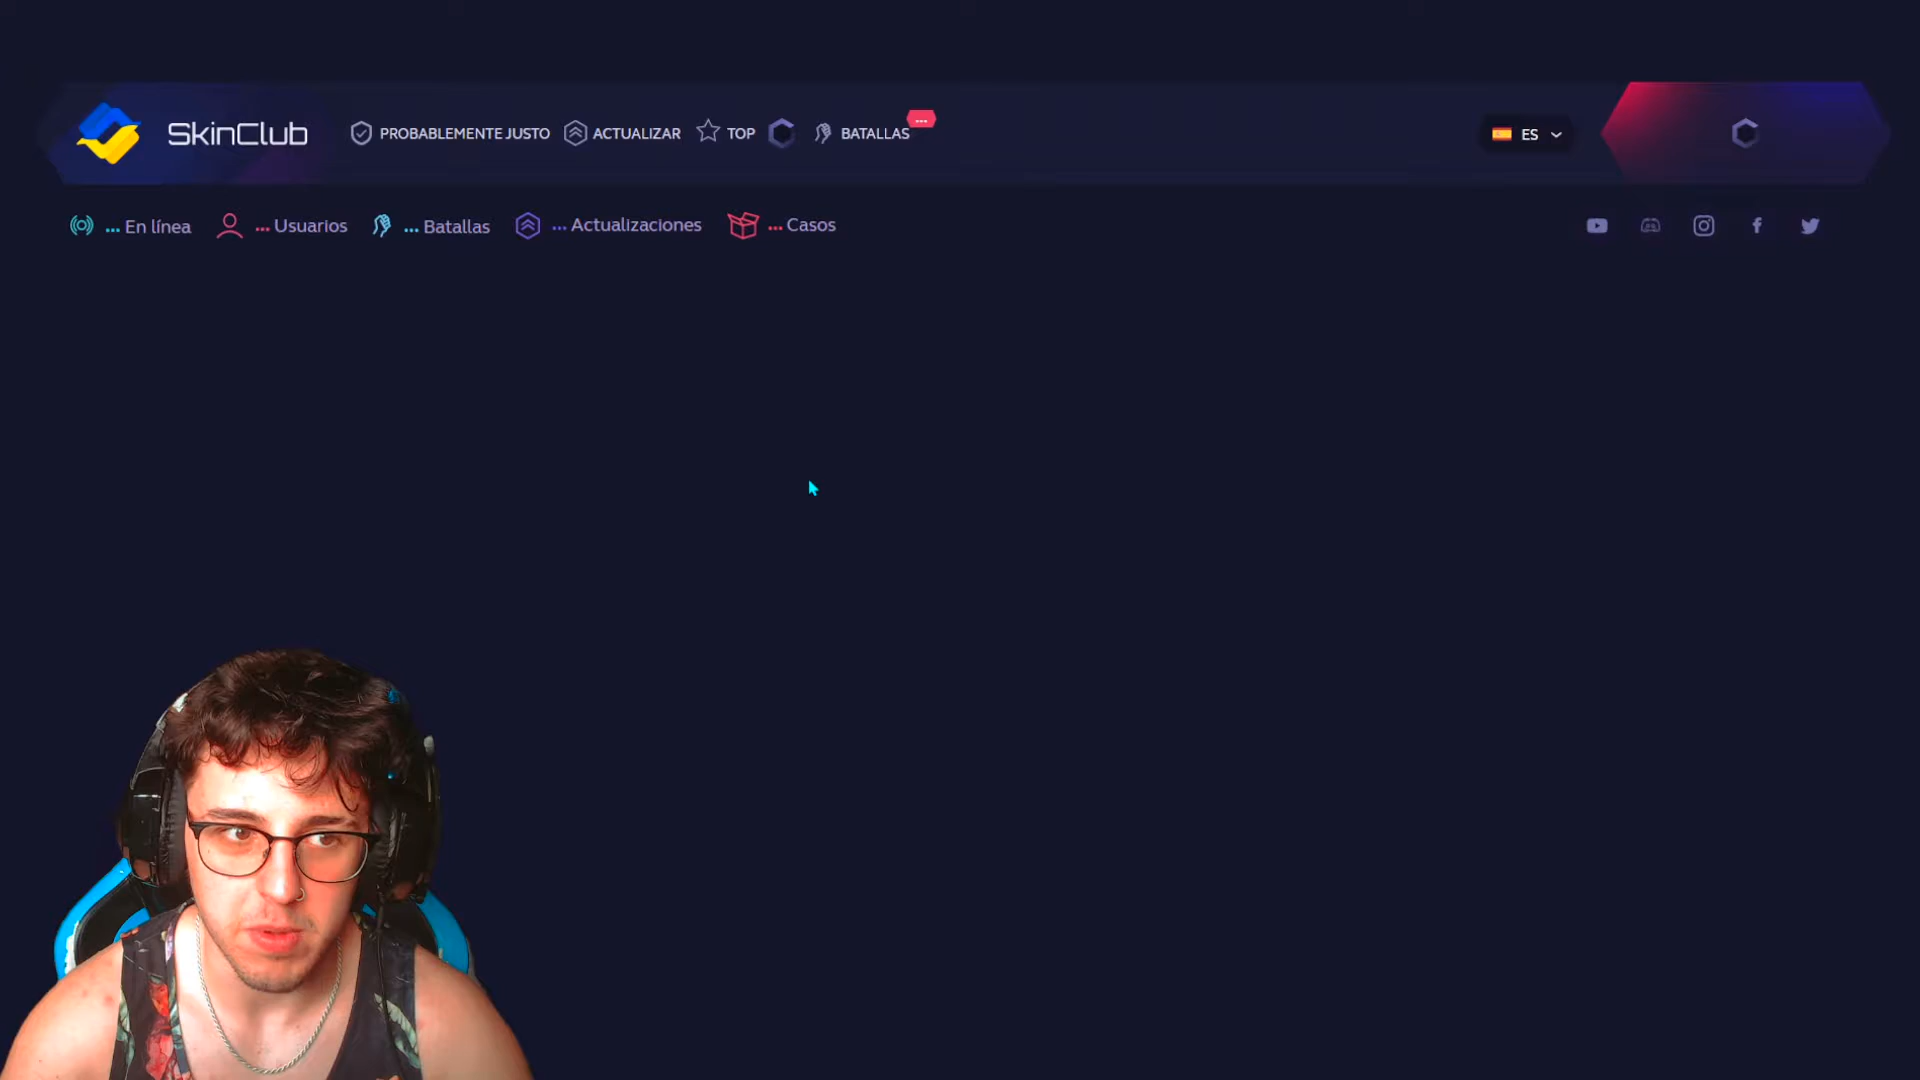 SkinClub PROBABLEMENTE JUSTO ACTUALIZAR TOP BATALLAS ... ES
... En línea ... Usuarios ... Batallas ... Actualizaciones ... Casos